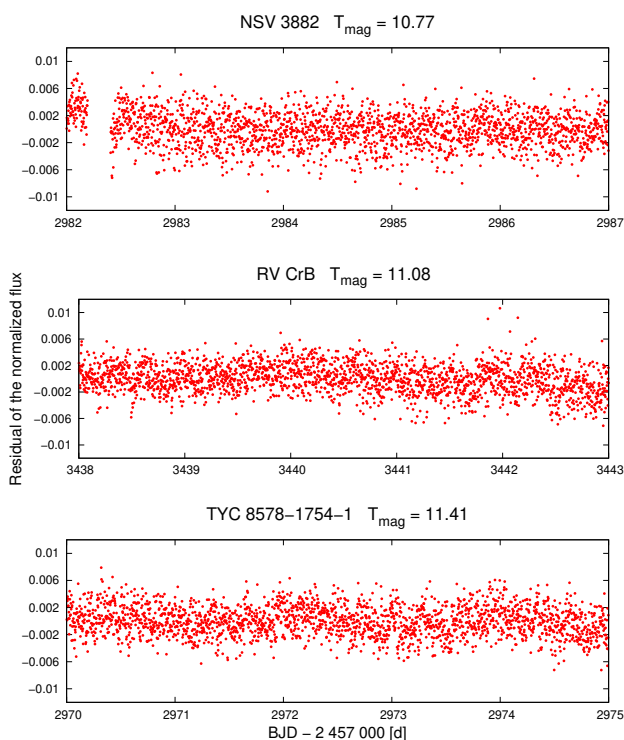 NSV 3882 T_mag = 10.77
0.01
0.006
0.002
−0.002
−0.006
−0.01
2982 2983 2984 2985 2986 2987
RV CrB T_mag = 11.08
Residual of the normalized flux
0.01
0.006
0.002
−0.002
−0.006
−0.01
3438 3439 3440 3441 3442 3443
TYC 8578−1754−1 T_mag = 11.41
0.01
0.006
0.002
−0.002
−0.006
−0.01
2970 2971 2972 2973 2974 2975
BJD − 2 457 000 [d]